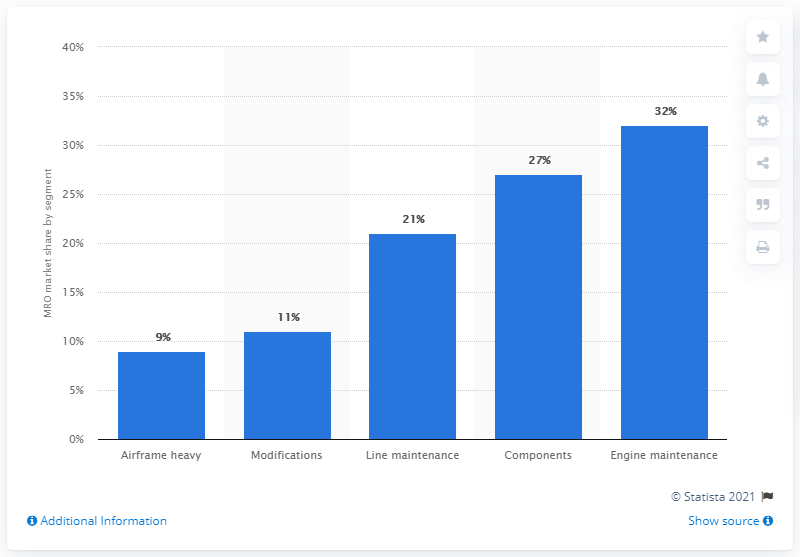 40%
35%
30%
25%
20%
15%
10%
5%
0%
MRO market share by segment
9%
11%
21%
27%
32%
Airframe heavy
Modifications
Line maintenance
Components
Engine maintenance
© Statista 2021
Additional Information
Show source